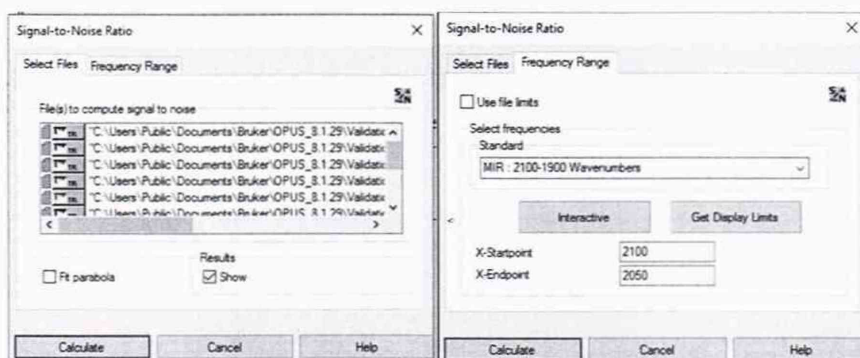 Signal-to-Noise Ratio
Select Files
Frequency Range
File(s) to compute signal to noise
"C:\Users\Public\Documents\Bruker\OPUS_8.1.29\Validatic
"C:\Users\Public\Documents\Bruker\OPUS_8.1.29\Validatic
"C:\Users\Public\Documents\Bruker\OPUS_8.1.29\Validatic
"C:\Users\Public\Documents\Bruker\OPUS_8.1.29\Validatic
"C:\Users\Public\Documents\Bruker\OPUS_8.1.29\Validatic
Fit parabola
Results
Show
Calculate
Cancel
Help
Signal-to-Noise Ratio
Select Files
Frequency Range
Use file limits
Select frequencies
Standard
MIR : 2100-1900 Wavenumbers
Interactive
Get Display Limits
X-Startpoint
2100
X-Endpoint
2050
Calculate
Cancel
Help